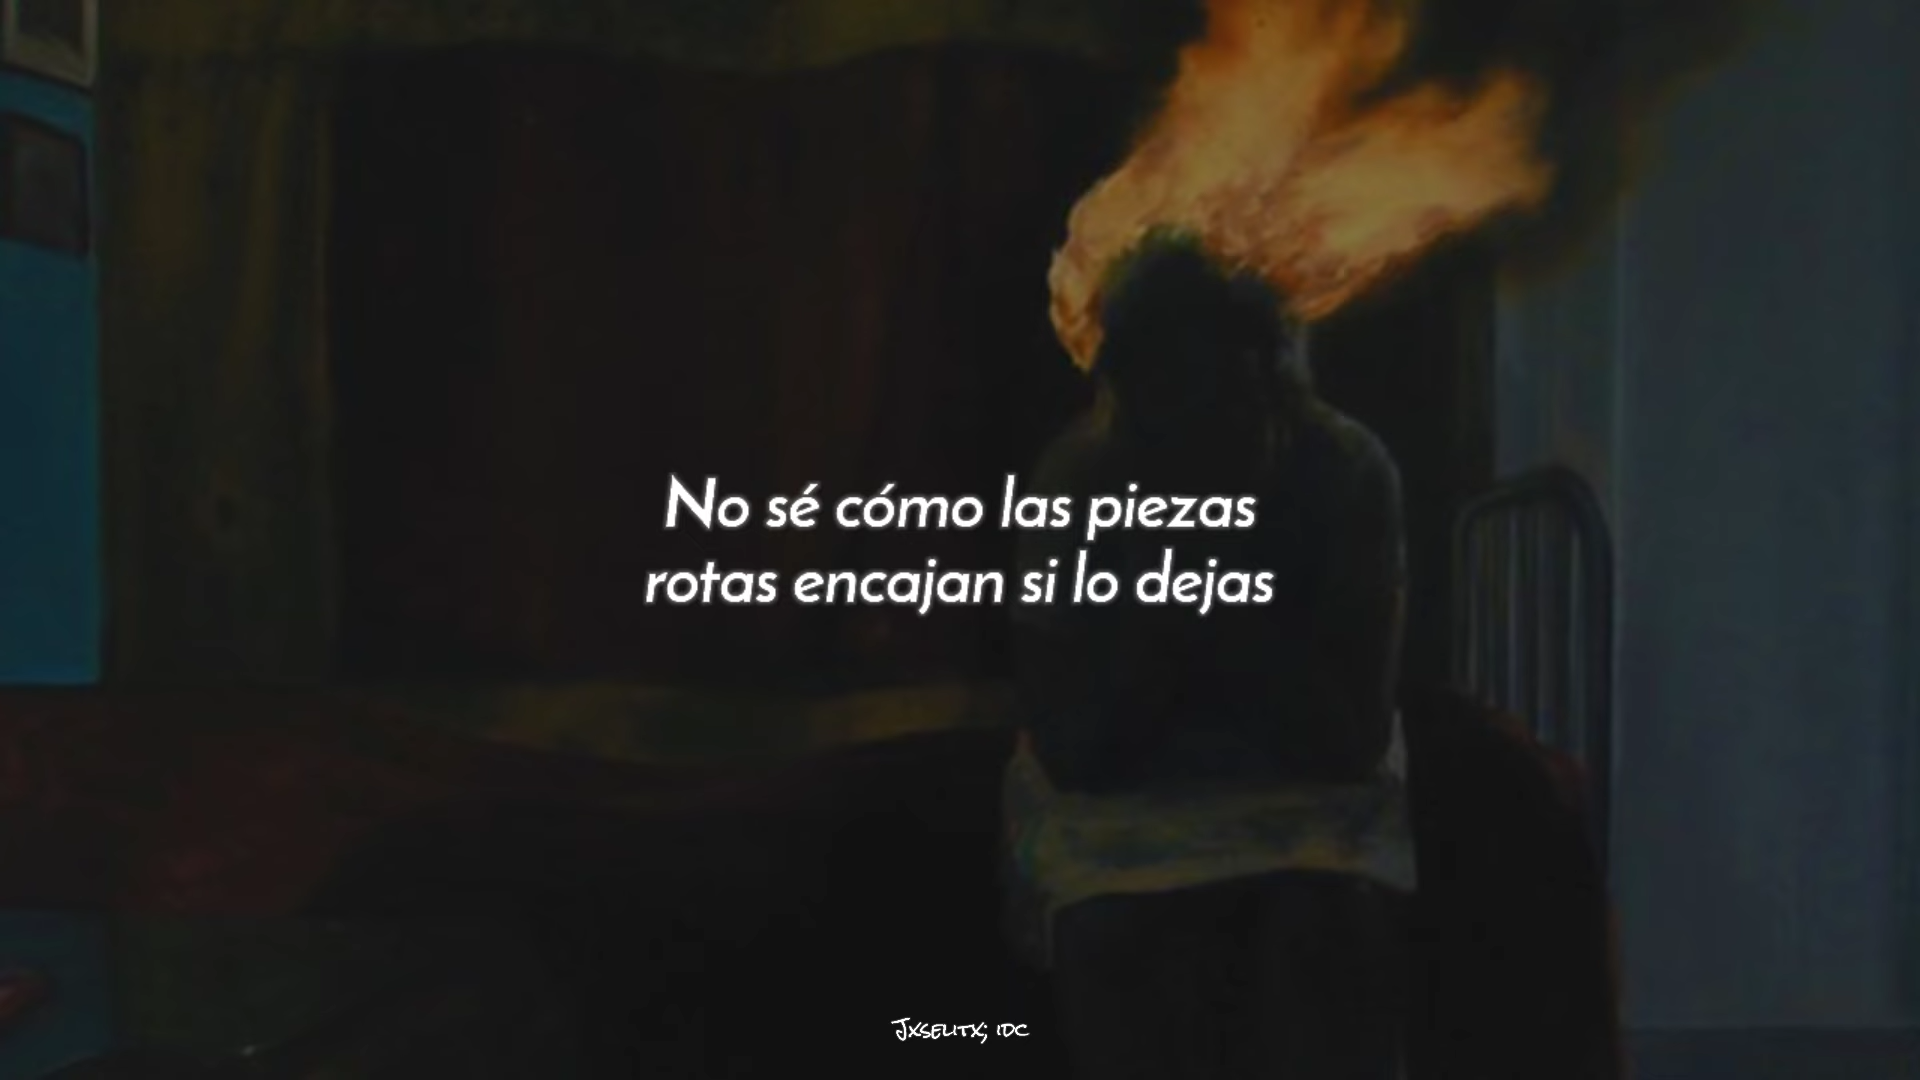 No sé cómo las piezas
rotas encajan si lo dejas
Jxselitx; idc